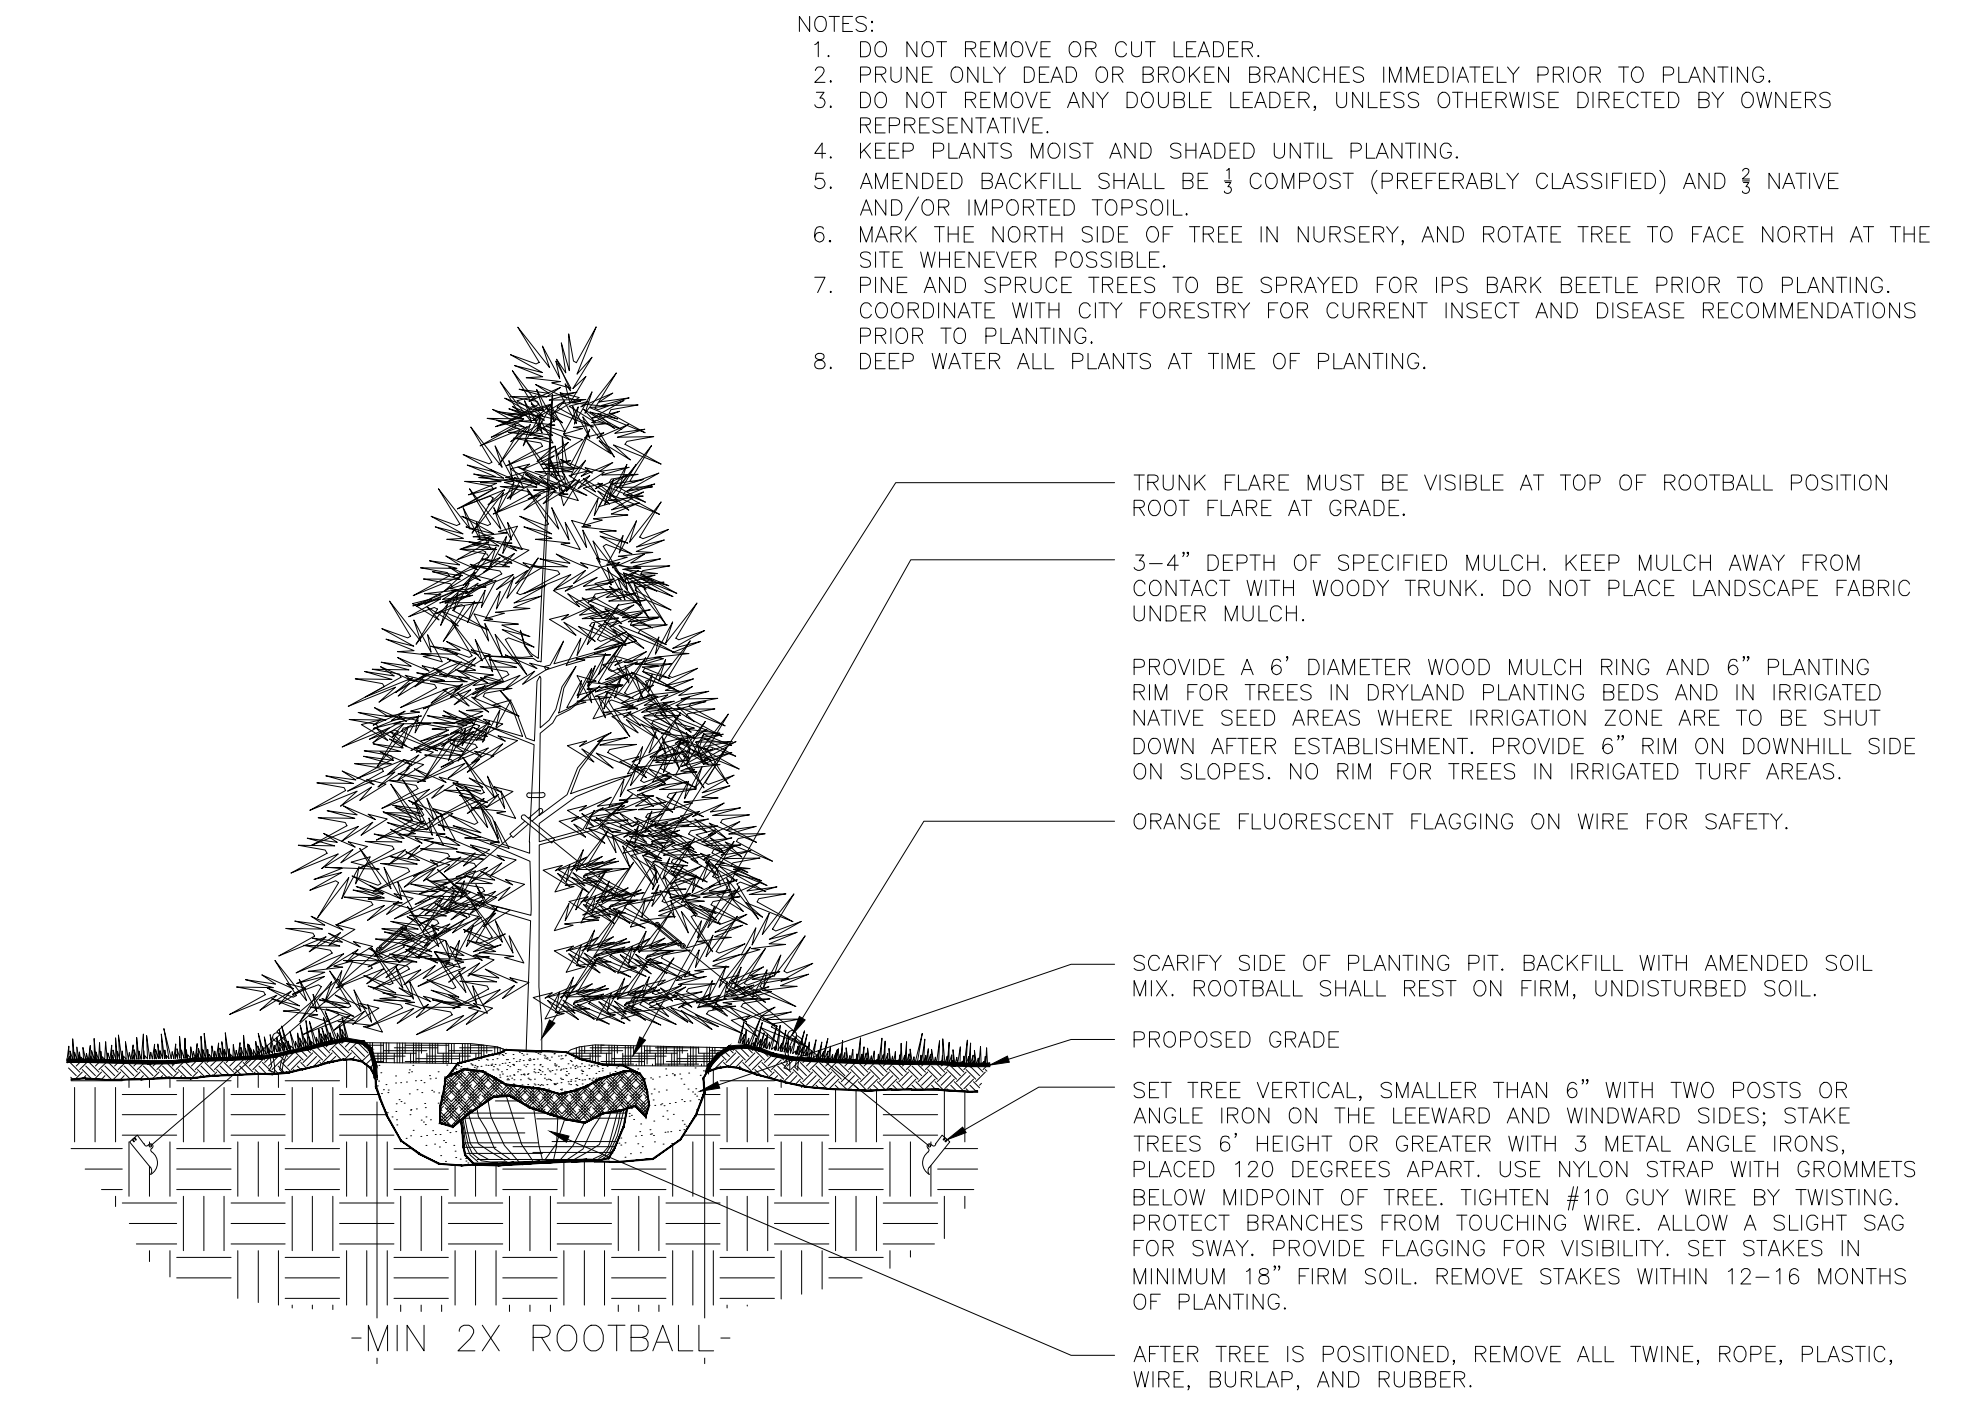 NOTES:
1. DO NOT REMOVE OR CUT LEADER.
2. PRUNE ONLY DEAD OR BROKEN BRANCHES IMMEDIATELY PRIOR TO PLANTING.
3. DO NOT REMOVE ANY DOUBLE LEADER, UNLESS OTHERWISE DIRECTED BY OWNERS
REPRESENTATIVE.
4. KEEP PLANTS MOIST AND SHADED UNTIL PLANTING.
5. AMENDED BACKFILL SHALL BE 1/3 COMPOST (PREFERABLY CLASSIFIED) AND 2/3 NATIVE
AND/OR IMPORTED TOPSOIL.
6. MARK THE NORTH SIDE OF TREE IN NURSERY, AND ROTATE TREE TO FACE NORTH AT THE
SITE WHENEVER POSSIBLE.
7. PINE AND SPRUCE TREES TO BE SPRAYED FOR IPS BARK BEETLE PRIOR TO PLANTING.
COORDINATE WITH CITY FORESTRY FOR CURRENT INSECT AND DISEASE RECOMMENDATIONS
PRIOR TO PLANTING.
8. DEEP WATER ALL PLANTS AT TIME OF PLANTING.
TRUNK FLARE MUST BE VISIBLE AT TOP OF ROOTBALL POSITION
ROOT FLARE AT GRADE.
3-4" DEPTH OF SPECIFIED MULCH. KEEP MULCH AWAY FROM
CONTACT WITH WOODY TRUNK. DO NOT PLACE LANDSCAPE FABRIC
UNDER MULCH.
PROVIDE A 6' DIAMETER WOOD MULCH RING AND 6" PLANTING
RIM FOR TREES IN DRYLAND PLANTING BEDS AND IN IRRIGATED
NATIVE SEED AREAS WHERE IRRIGATION ZONE ARE TO BE SHUT
DOWN AFTER ESTABLISHMENT. PROVIDE 6" RIM ON DOWNHILL SIDE
ON SLOPES. NO RIM FOR TREES IN IRRIGATED TURF AREAS.
ORANGE FLUORESCENT FLAGGING ON WIRE FOR SAFETY.
SCARIFY SIDE OF PLANTING PIT. BACKFILL WITH AMENDED SOIL
MIX. ROOTBALL SHALL REST ON FIRM, UNDISTURBED SOIL.
PROPOSED GRADE
SET TREE VERTICAL, SMALLER THAN 6" WITH TWO POSTS OR
ANGLE IRON ON THE LEEWARD AND WINDWARD SIDES; STAKE
TREES 6' HEIGHT OR GREATER WITH 3 METAL ANGLE IRONS,
PLACED 120 DEGREES APART. USE NYLON STRAP WITH GROMMETS
BELOW MIDPOINT OF TREE. TIGHTEN #10 GUY WIRE BY TWISTING.
PROTECT BRANCHES FROM TOUCHING WIRE. ALLOW A SLIGHT SAG
FOR SWAY. PROVIDE FLAGGING FOR VISIBILITY. SET STAKES IN
MINIMUM 18" FIRM SOIL. REMOVE STAKES WITHIN 12-16 MONTHS
OF PLANTING.
-MIN 2X ROOTBALL-
AFTER TREE IS POSITIONED, REMOVE ALL TWINE, ROPE, PLASTIC,
WIRE, BURLAP, AND RUBBER.